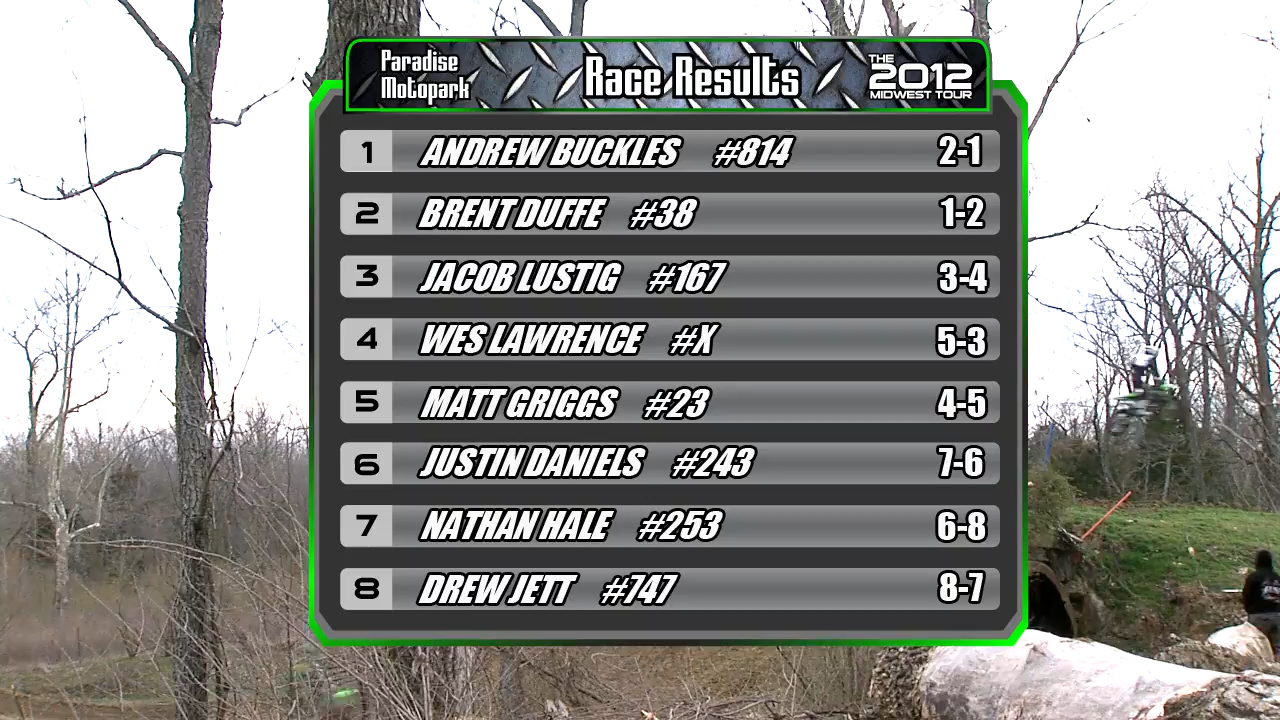 Paradise
Motopark
Race Results
THE
2012
MIDWEST TOUR
1 ANDREW BUCKLES #814 2-1
2 BRENT DUFFE #38 1-2
3 JACOB LUSTIG #167 3-4
4 WES LAWRENCE #X 5-3
5 MATT GRIGGS #23 4-5
6 JUSTIN DANIELS #243 7-6
7 NATHAN HALE #253 6-8
8 DREW JETT #747 8-7